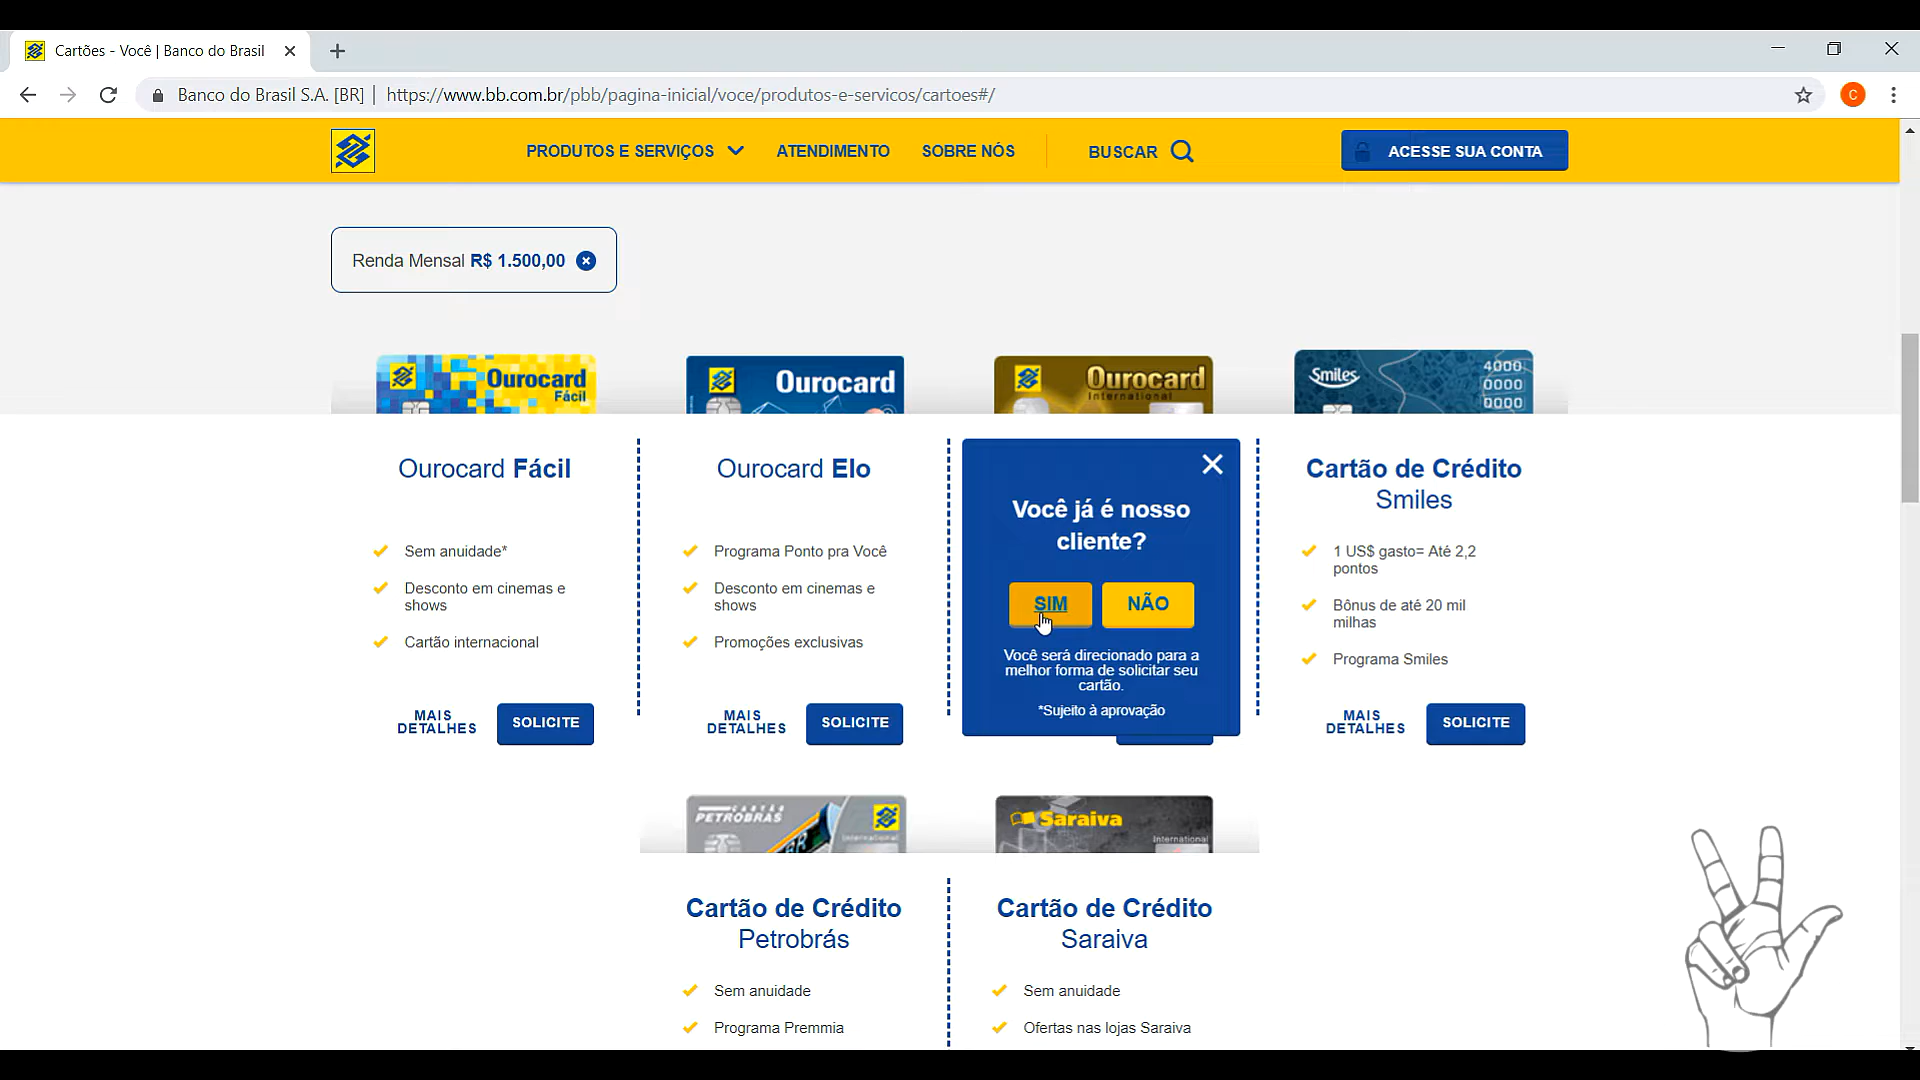 Cartões - Você | Banco do Brasil
Banco do Brasil S.A. [BR] | https://www.bb.com.br/pbb/pagina-inicial/voce/produtos-e-servicos/cartoes#/
C
PRODUTOS E SERVIÇOS
ATENDIMENTO
SOBRE NÓS
BUSCAR
ACESSE SUA CONTA
Renda Mensal R$ 1.500,00
Ourocard
Fácil
Ourocard
Ourocard
International
Smiles
4000
0000
0000
Ourocard Fácil
Sem anuidade*
Desconto em cinemas e
shows
Cartão internacional
MAIS
DETALHES
SOLICITE
Ourocard Elo
Programa Ponto pra Você
Desconto em cinemas e
shows
Promoções exclusivas
MAIS
DETALHES
SOLICITE
Você já é nosso
cliente?
SIM
NÃO
Você será direcionado para a
melhor forma de solicitar seu
cartão.
*Sujeito à aprovação
Cartão de Crédito
Smiles
1 US$ gasto= Até 2,2
pontos
Bônus de até 20 mil
milhas
Programa Smiles
MAIS
DETALHES
SOLICITE
CARTÃO
PETROBRAS
BR
International
Saraiva
International
Cartão de Crédito
Petrobrás
Sem anuidade
Programa Premmia
Cartão de Crédito
Saraiva
Sem anuidade
Ofertas nas lojas Saraiva